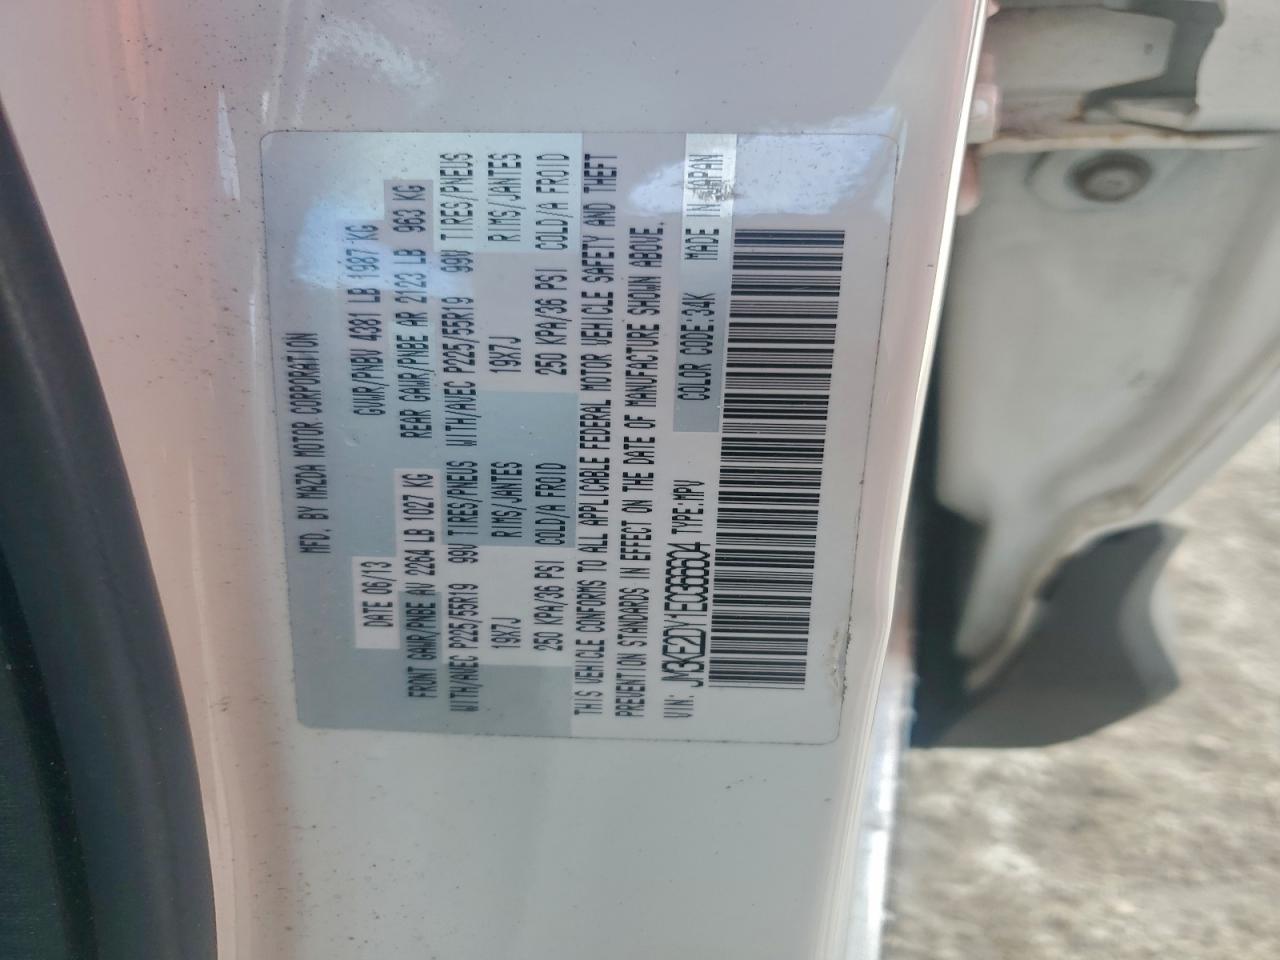 MFD. BY MAZDA MOTOR CORPORATION
DATE 06/13 GVWR/PNBV 4381 LB 1987 KG
FRONT GAWR/PNBE AV 2264 LB 1027 KG REAR GAWR/PNBE AR 2123 LB 963 KG
WITH/AVEC P225/55R19 99V TIRES/PNEUS WITH/AVEC P225/55R19 99V TIRES/PNEUS
19X7J RIMS/JANTES 19X7J RIMS/JANTES
250 KPA/36 PSI COLD/A FROID 250 KPA/36 PSI COLD/A FROID
THIS VEHICLE CONFORMS TO ALL APPLICABLE FEDERAL MOTOR VEHICLE SAFETY AND THEFT
PREVENTION STANDARDS IN EFFECT ON THE DATE OF MANUFACTURE SHOWN ABOVE.
VIN: JM3KE2DY1E0366604 TYPE:MPV COLOR CODE:34K MADE IN JAPAN